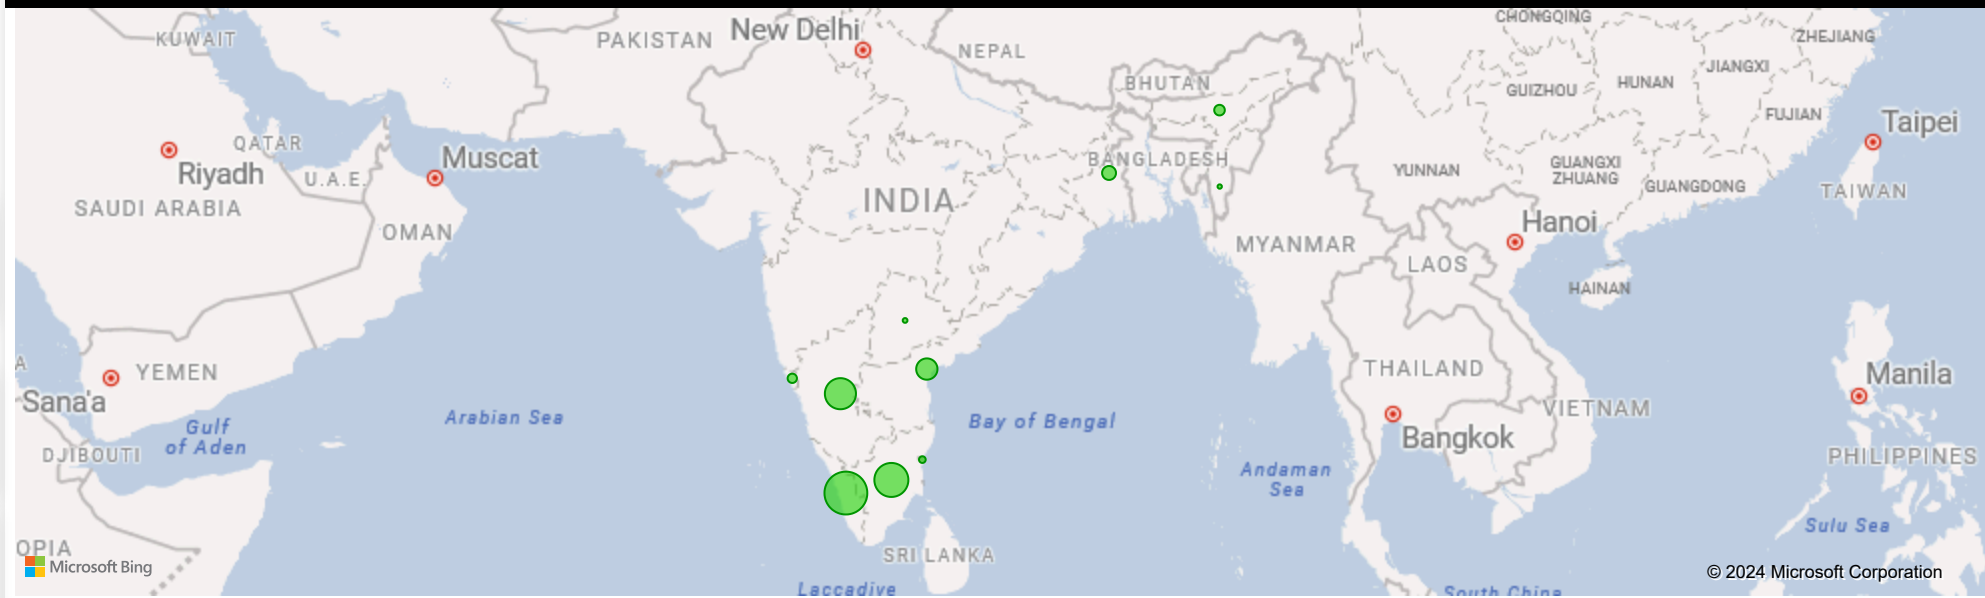 CHONGQING
KUWAIT
PAKISTAN
New Delhi
NEPAL
ZHEJIANG
BHUTAN
JIANGXI
HUNAN
GUIZHOU
FUJIAN
Taipei
QATAR
Muscat
BANGLADESH
Riyadh
U.A.E.
YUNNAN
GUANGXI
ZHUANG
GUANGDONG
TAIWAN
SAUDI ARABIA
INDIA
OMAN
Hanoi
MYANMAR
LAOS
HAINAN
A
YEMEN
THAILAND
Manila
Sana'a
Arabian Sea
Bay of Bengal
VIETNAM
Gulf
of Aden
Bangkok
DJIBOUTI
PHILIPPINES
Andaman
Sea
Sulu Sea
OPIA
SRI LANKA
Microsoft Bing
© 2024 Microsoft Corporation
Laccadive
South China